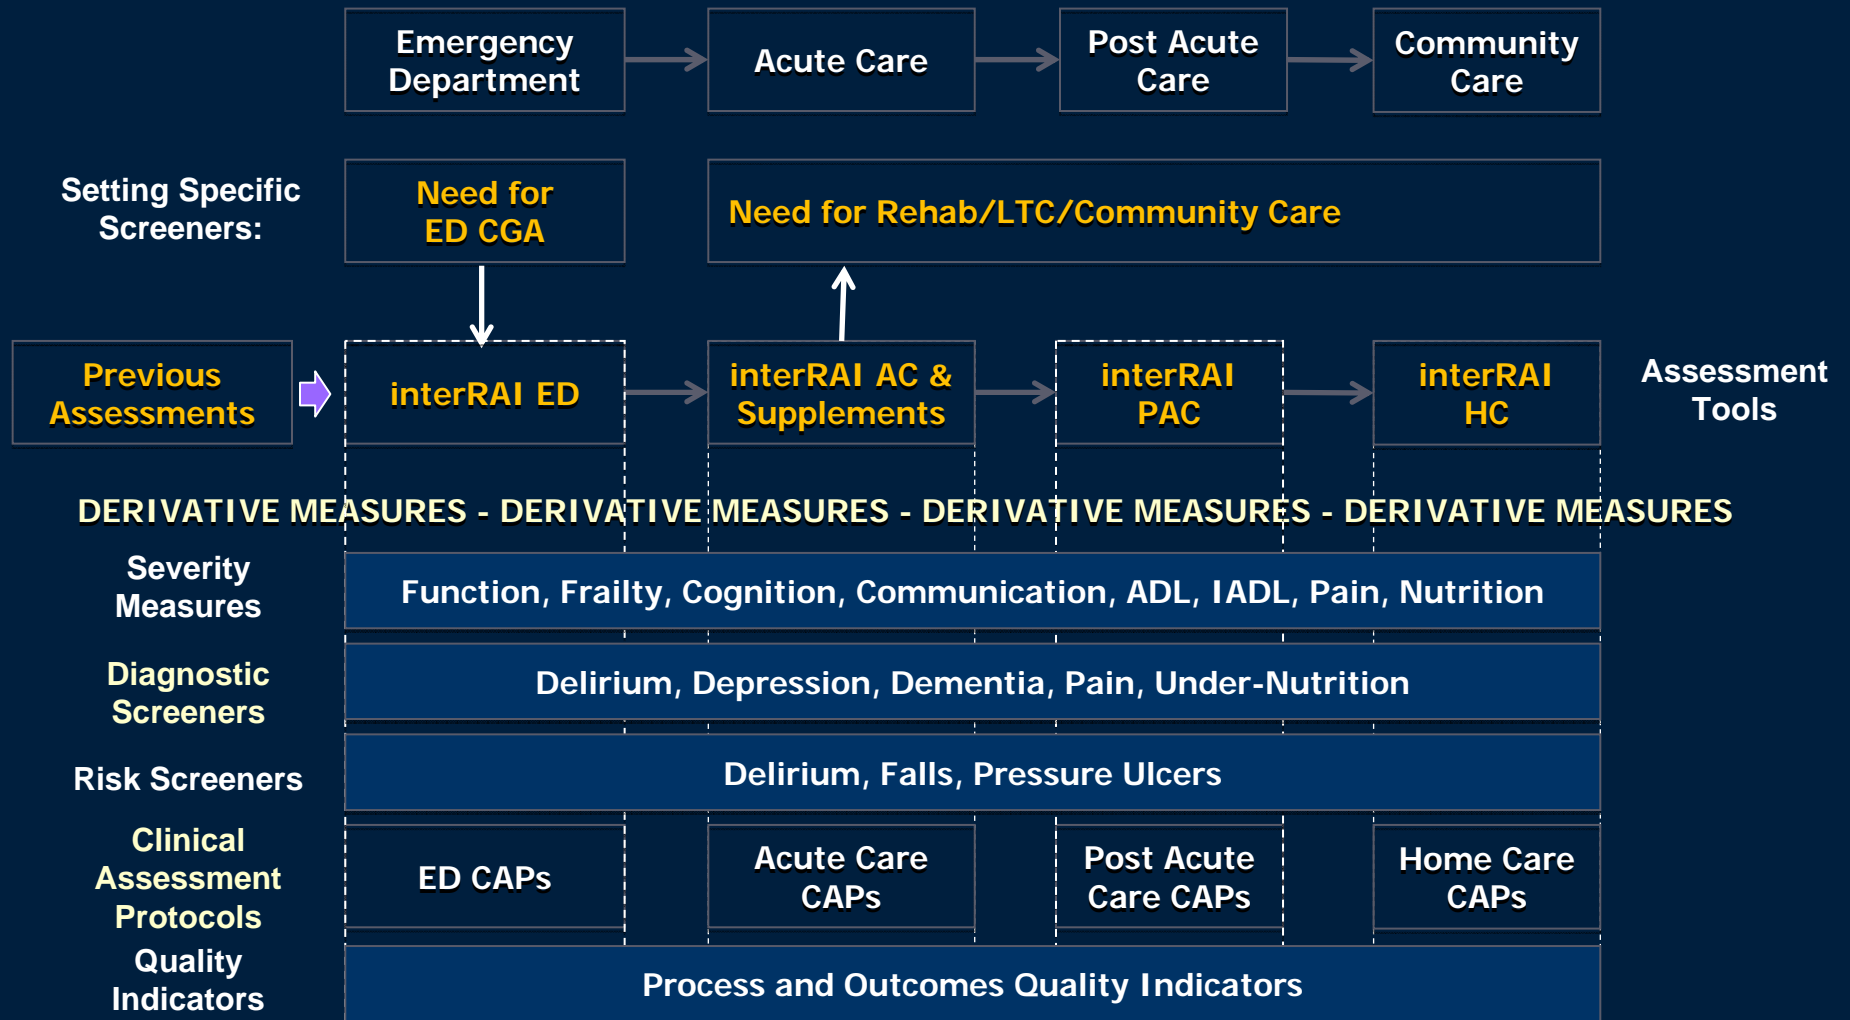 Emergency
Department
Acute Care
Post Acute
Care
Community
Care
Setting Specific
Screeners:
Need for
ED CGA
Need for Rehab/LTC/Community Care
Previous
Assessments
interRAI ED
interRAI AC &
Supplements
interRAI
PAC
interRAI
HC
Assessment
Tools
DERIVATIVE MEASURES - DERIVATIVE MEASURES - DERIVATIVE MEASURES - DERIVATIVE MEASURES
Severity
Measures
Function, Frailty, Cognition, Communication, ADL, IADL, Pain, Nutrition
Diagnostic
Screeners
Delirium, Depression, Dementia, Pain, Under-Nutrition
Risk Screeners
Delirium, Falls, Pressure Ulcers
Clinical
Assessment
Protocols
ED CAPs
Acute Care
CAPs
Post Acute
Care CAPs
Home Care
CAPs
Quality
Indicators
Process and Outcomes Quality Indicators